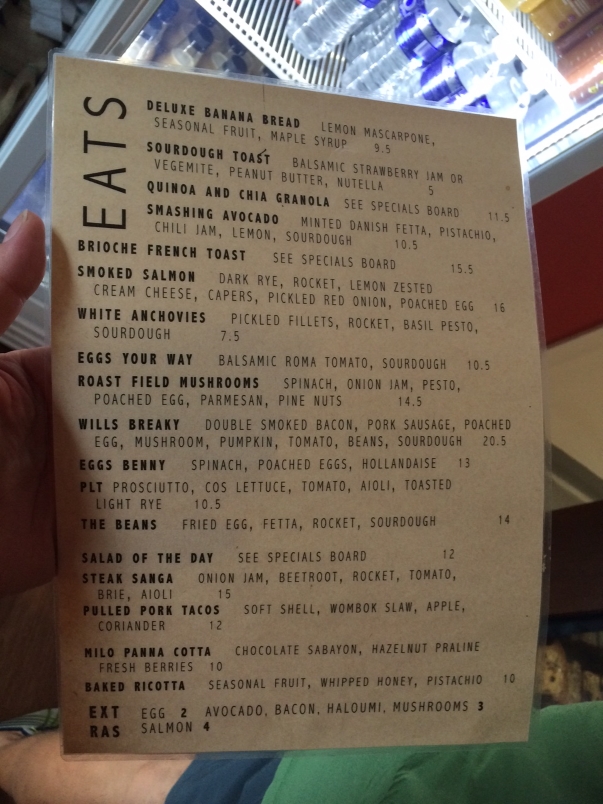 EATS
DELUXE BANANA BREAD LEMON MASCARPONE,
SEASONAL FRUIT, MAPLE SYRUP 9.5
SOURDOUGH TOAST BALSAMIC STRAWBERRY JAM OR
VEGEMITE, PEANUT BUTTER, NUTELLA 5
QUINOA AND CHIA GRANOLA SEE SPECIALS BOARD 11.5
SMASHING AVOCADO MINTED DANISH FETTA, PISTACHIO,
CHILI JAM, LEMON, SOURDOUGH 10.5
BRIOCHE FRENCH TOAST SEE SPECIALS BOARD 15.5
SMOKED SALMON DARK RYE, ROCKET, LEMON ZESTED
CREAM CHEESE, CAPERS, PICKLED RED ONION, POACHED EGG 16
WHITE ANCHOVIES PICKLED FILLETS, ROCKET, BASIL PESTO,
SOURDOUGH 7.5
EGGS YOUR WAY BALSAMIC ROMA TOMATO, SOURDOUGH 10.5
ROAST FIELD MUSHROOMS SPINACH, ONION JAM, PESTO,
POACHED EGG, PARMESAN, PINE NUTS 14.5
WILLS BREAKY DOUBLE SMOKED BACON, PORK SAUSAGE, POACHED
EGG, MUSHROOM, PUMPKIN, TOMATO, BEANS, SOURDOUGH 20.5
EGGS BENNY SPINACH, POACHED EGGS, HOLLANDAISE 13
PLT PROSCIUTTO, COS LETTUCE, TOMATO, AIOLI, TOASTED
LIGHT RYE 10.5
THE BEANS FRIED EGG, FETTA, ROCKET, SOURDOUGH 14
SALAD OF THE DAY SEE SPECIALS BOARD 12
STEAK SANGA ONION JAM, BEETROOT, ROCKET, TOMATO,
BRIE, AIOLI 15
PULLED PORK TACOS SOFT SHELL, WOMBOK SLAW, APPLE,
CORIANDER 12
MILO PANNA COTTA CHOCOLATE SABAYON, HAZELNUT PRALINE
FRESH BERRIES 10
BAKED RICOTTA SEASONAL FRUIT, WHIPPED HONEY, PISTACHIO 10
EXT EGG 2 AVOCADO, BACON, HALOUMI, MUSHROOMS 3
RAS SALMON 4